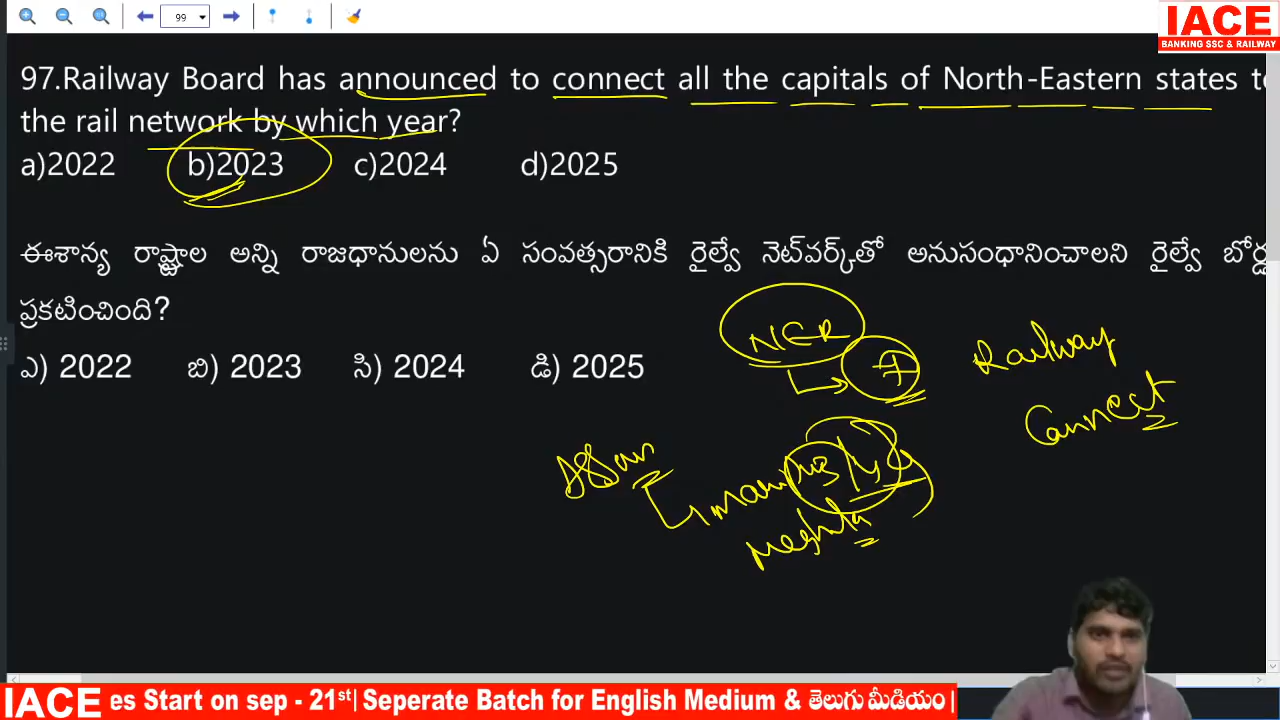 99
IACE
BANKING SSC & RAILWAY
97.Railway Board has announced to connect all the capitals of North-Eastern states to
the rail network by which year?
a)2022 b)2023 c)2024 d)2025
ఈశాన్య రాష్ట్రాల అన్ని రాజధానులను ఏ సంవత్సరానికి రైల్వే నెట్‌వర్క్‌తో అనుసంధానించాలని రైల్వే బోర్డు
ప్రకటించింది?
ఎ) 2022 బి) 2023 సి) 2024 డి) 2025
NER
Railway
Connect
Assam
IACE es Start on sep - 21st| Seperate Batch for English Medium & తెలుగు మీడియం|